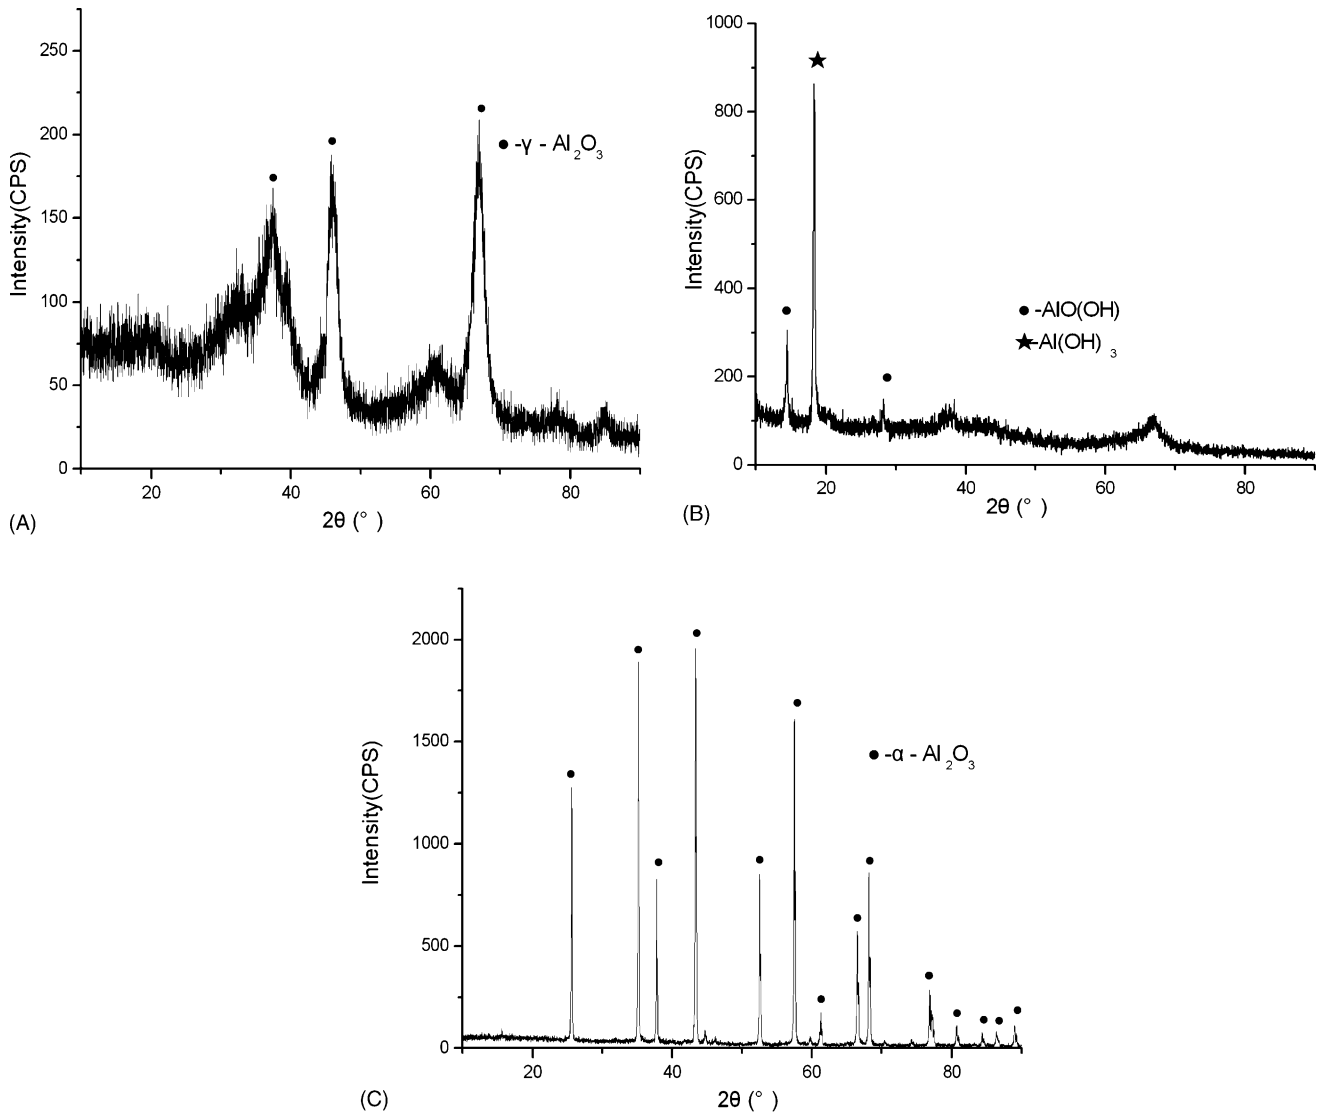 250
200
150
100
50
0
Intensity(CPS)
● -γ - Al2O3
20 40 60 80
2θ (° )
(A)
1000
800
600
400
200
0
Intensity(CPS)
● -AlO(OH)
★-Al(OH) 3
20 40 60 80
2θ (° )
(B)
2000
1500
1000
500
0
Intensity(CPS)
● -α - Al2O3
20 40 60 80
2θ (° )
(C)